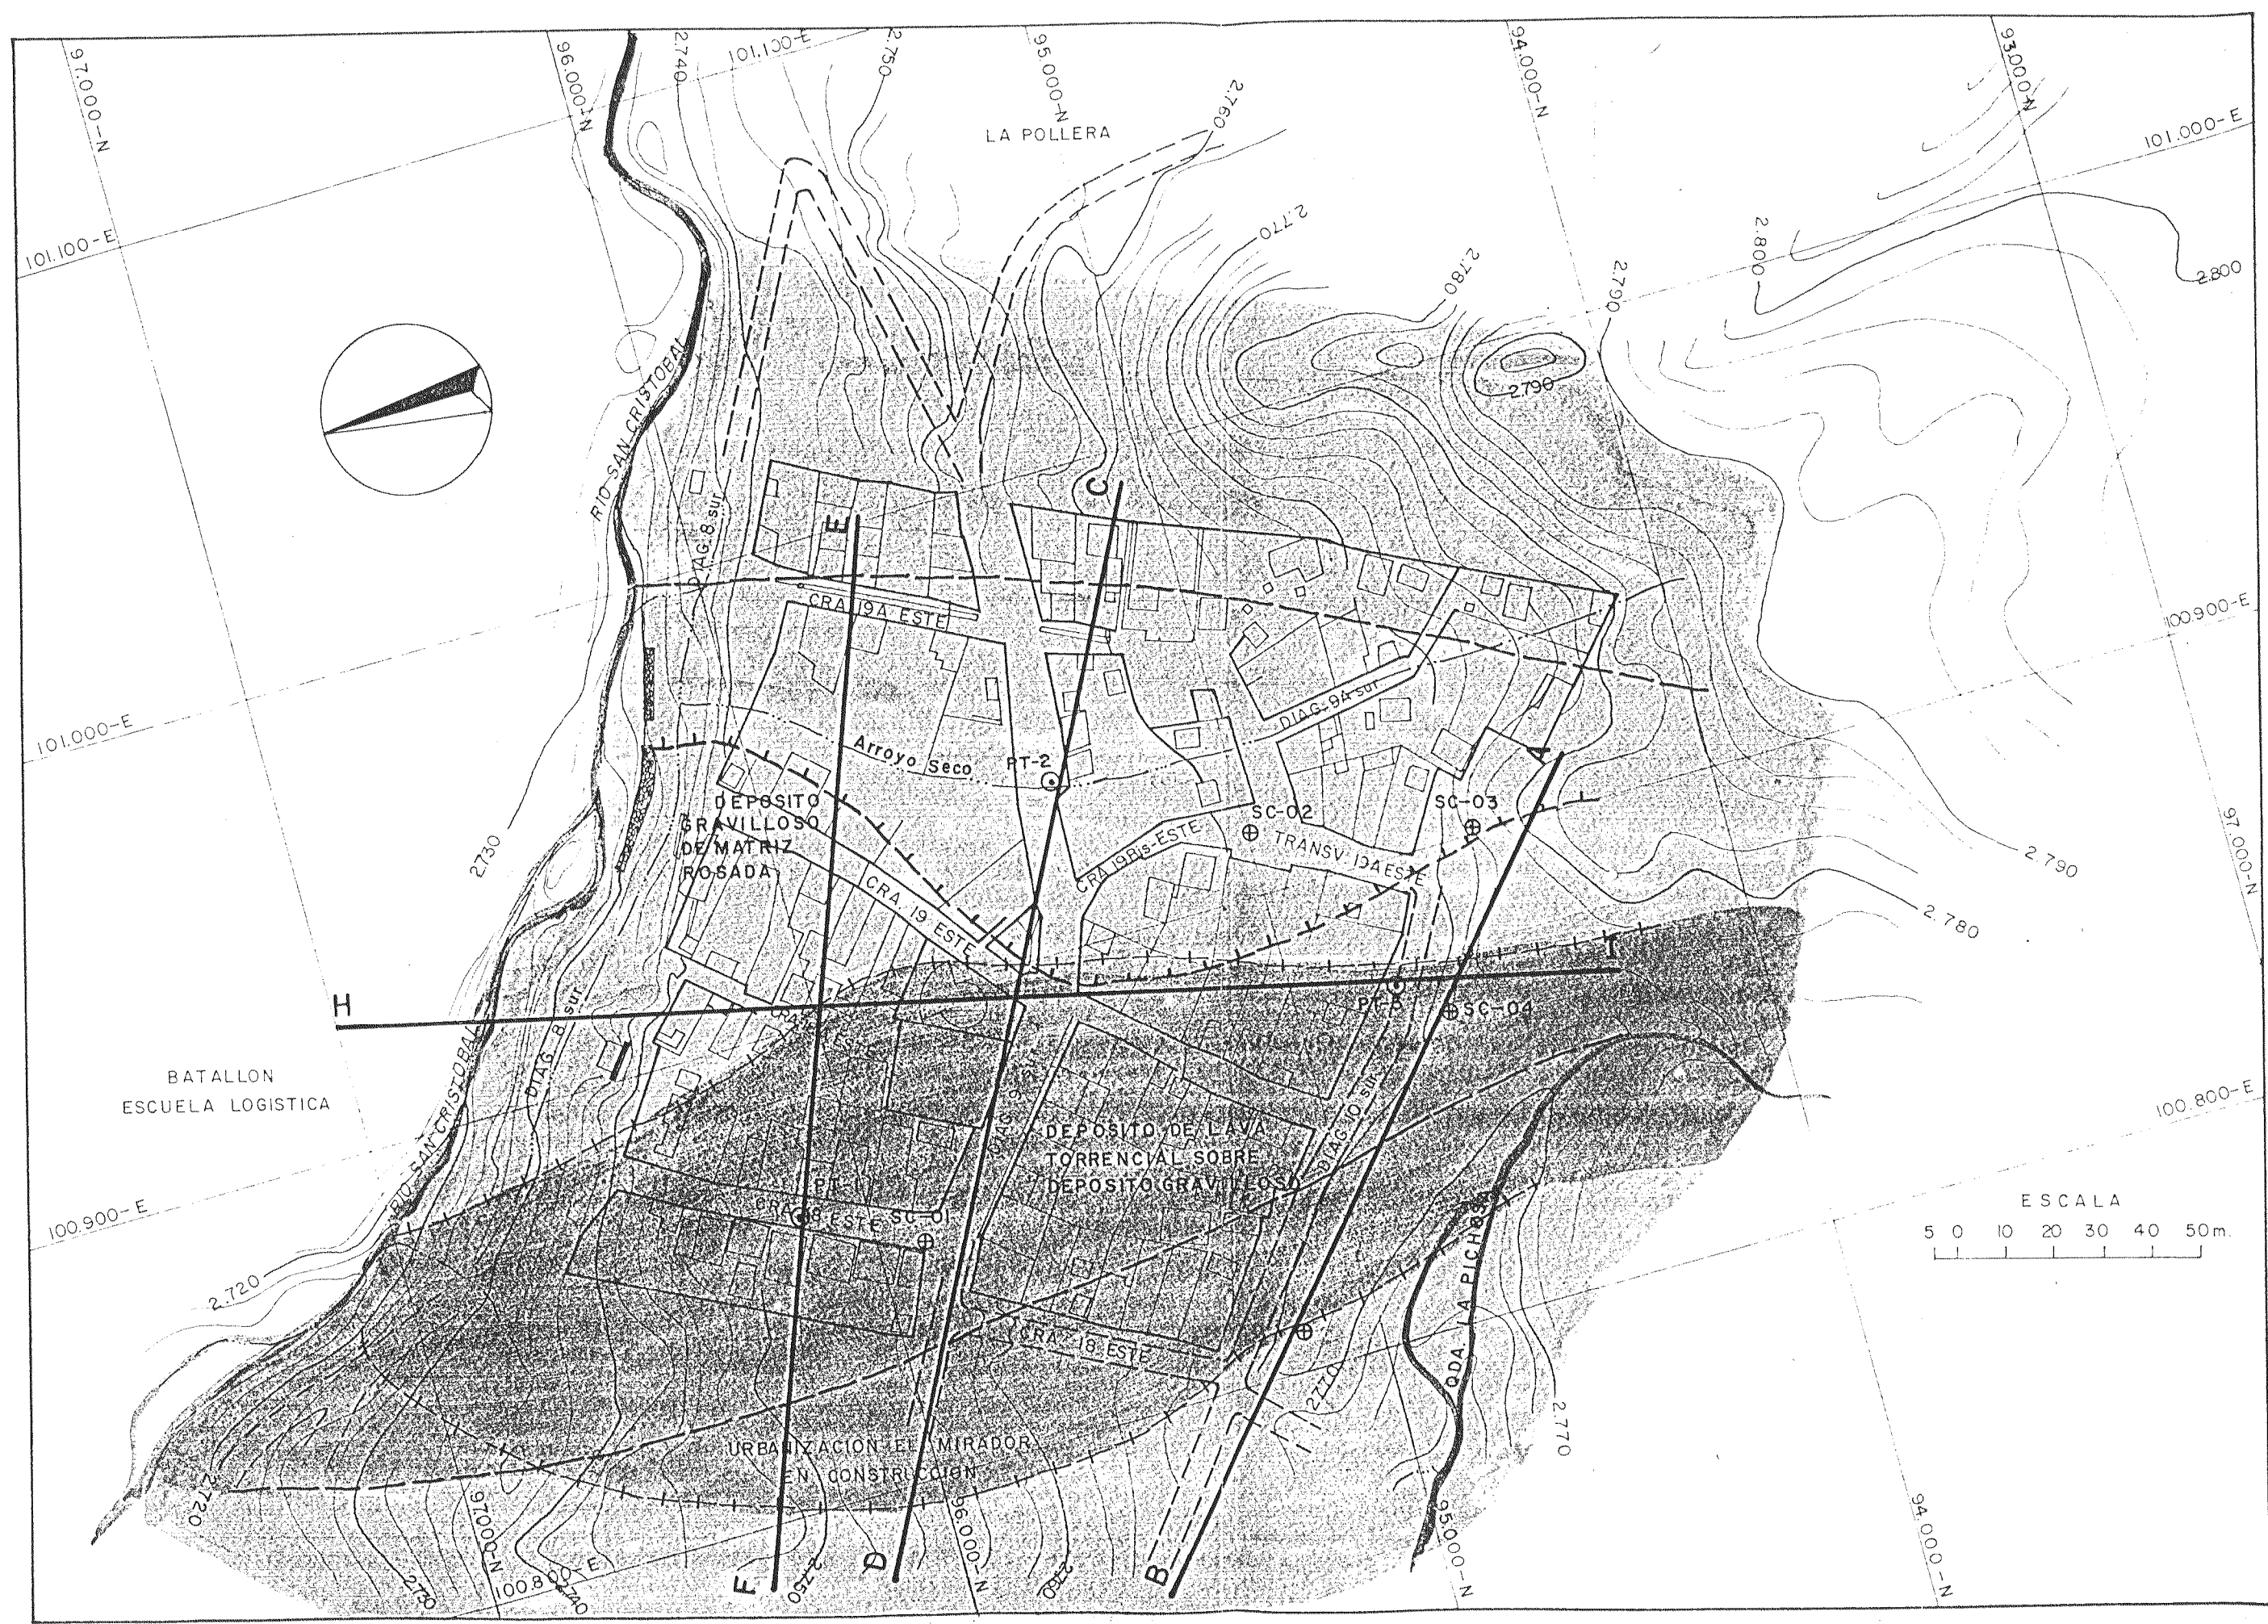 97.000-N
96.000-N
2.740
101.100-E
2.750
95.000-N
94.000-N
93.000-N
LA POLLERA
2.760
101.000-E
101.100-E
2.770
2.780
2.790
2.800
2.800
2.790
RIO SAN CRISTOBAL
DIAG. 8 sur
E
C
CRA. 19A ESTE
100.900-E
101.000-E
DIAG-9A sur
Arroyo Seco
PT-2
A
DEPOSITO
GRAVILLOSO
DE MATRIZ
ROSADA
SC-02
SC-03
CRA 19Bis-ESTE
TRANSV 19A ESTE
2.730
CRA. 19 ESTE
97.000-N
2.790
2.780
H
I
PT-3
SC-04
BATALLON
ESCUELA LOGISTICA
RIO SAN CRISTOBAL
DIAG. 8 sur
DIAG. 9 sur
DIAG. 10 sur
100.800-E
DEPOSITO DE LAVA
TORRENCIAL SOBRE
DEPOSITO GRAVILLOSO
PT-1
CRA 18 ESTE
SC-01
100.900-E
ESCALA
5 0 10 20 30 40 50m.
QDA. LA PICHOSA
2.720
CRA 18 ESTE
2.770
2.770
URBANIZACION EL MIRADOR
EN CONSTRUCCION
2.720
97000-N
96.000-N
95.000-N
94.000-N
2.730
100.800-E
2.740
F
2.750
D
2.760
B